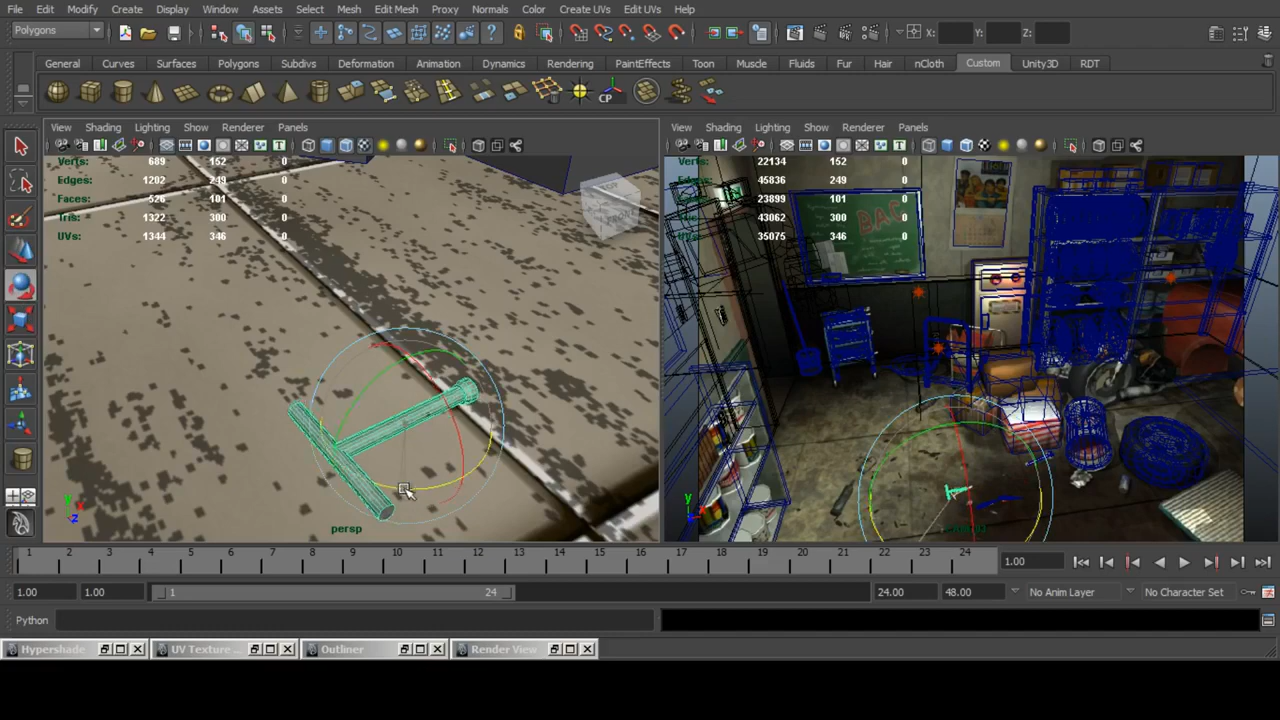 File Edit Modify Create Display Window Assets Select Mesh Edit Mesh Proxy Normals Color Create UVs Edit UVs Help
Polygons X: Y: Z:
General Curves Surfaces Polygons Subdivs Deformation Animation Dynamics Rendering PaintEffects Toon Muscle Fluids Fur Hair nCloth Custom Unity3D RDT
CP
View Shading Lighting Show Renderer Panels
Verts: 689 152 0
Edges: 1202 249 0
Faces: 526 101 0
Tris: 1322 300 0
UVs: 1344 346 0
TOP
FRONT
persp
View Shading Lighting Show Renderer Panels
Verts: 22134 152 0
45836 249 0
23899 101 0
43062 300 0
35075 346 0
1 2 3 4 5 6 7 8 9 10 11 12 13 14 15 16 17 18 19 20 21 22 23 24 1.00
1.00 1.00 1 24 24.00 48.00 No Anim Layer No Character Set
Python
Hypershade UV Texture ... Outliner Render View